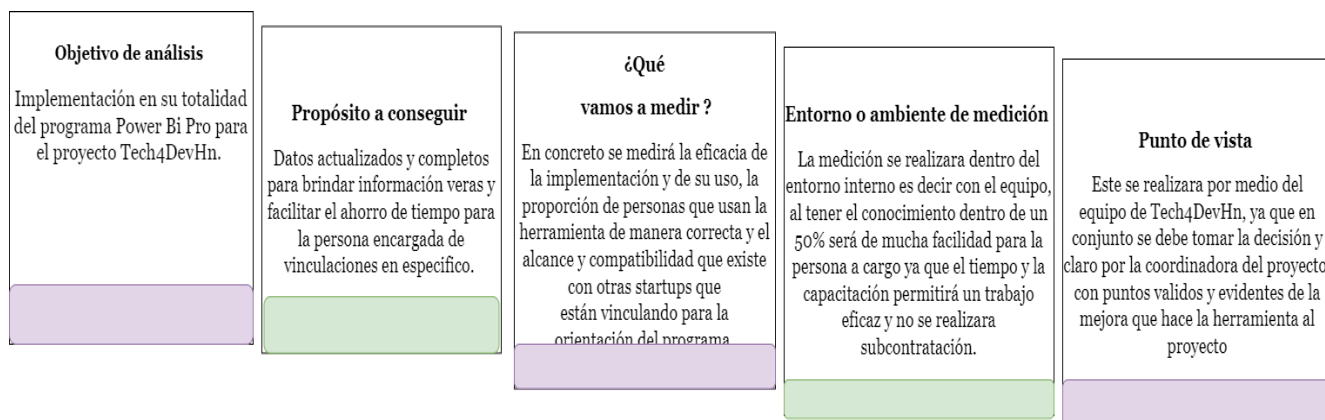 Objetivo de análisis
Implementación en su totalidad
del programa Power Bi Pro para
el proyecto Tech4DevHn.
Propósito a conseguir
Datos actualizados y completos
para brindar información veras y
facilitar el ahorro de tiempo para
la persona encargada de
vinculaciones en especifico.
¿Qué
vamos a medir ?
En concreto se medirá la eficacia de
la implementación y de su uso, la
proporción de personas que usan la
herramienta de manera correcta y el
alcance y compatibilidad que existe
con otras startups que
están vinculando para la
orientación del programa
Entorno o ambiente de medición
La medición se realizara dentro del
entorno interno es decir con el equipo,
al tener el conocimiento dentro de un
50% será de mucha facilidad para la
persona a cargo ya que el tiempo y la
capacitación permitirá un trabajo
eficaz y no se realizara
subcontratación.
Punto de vista
Este se realizara por medio del
equipo de Tech4DevHn, ya que en
conjunto se debe tomar la decisión y
claro por la coordinadora del proyecto
con puntos validos y evidentes de la
mejora que hace la herramienta al
proyecto